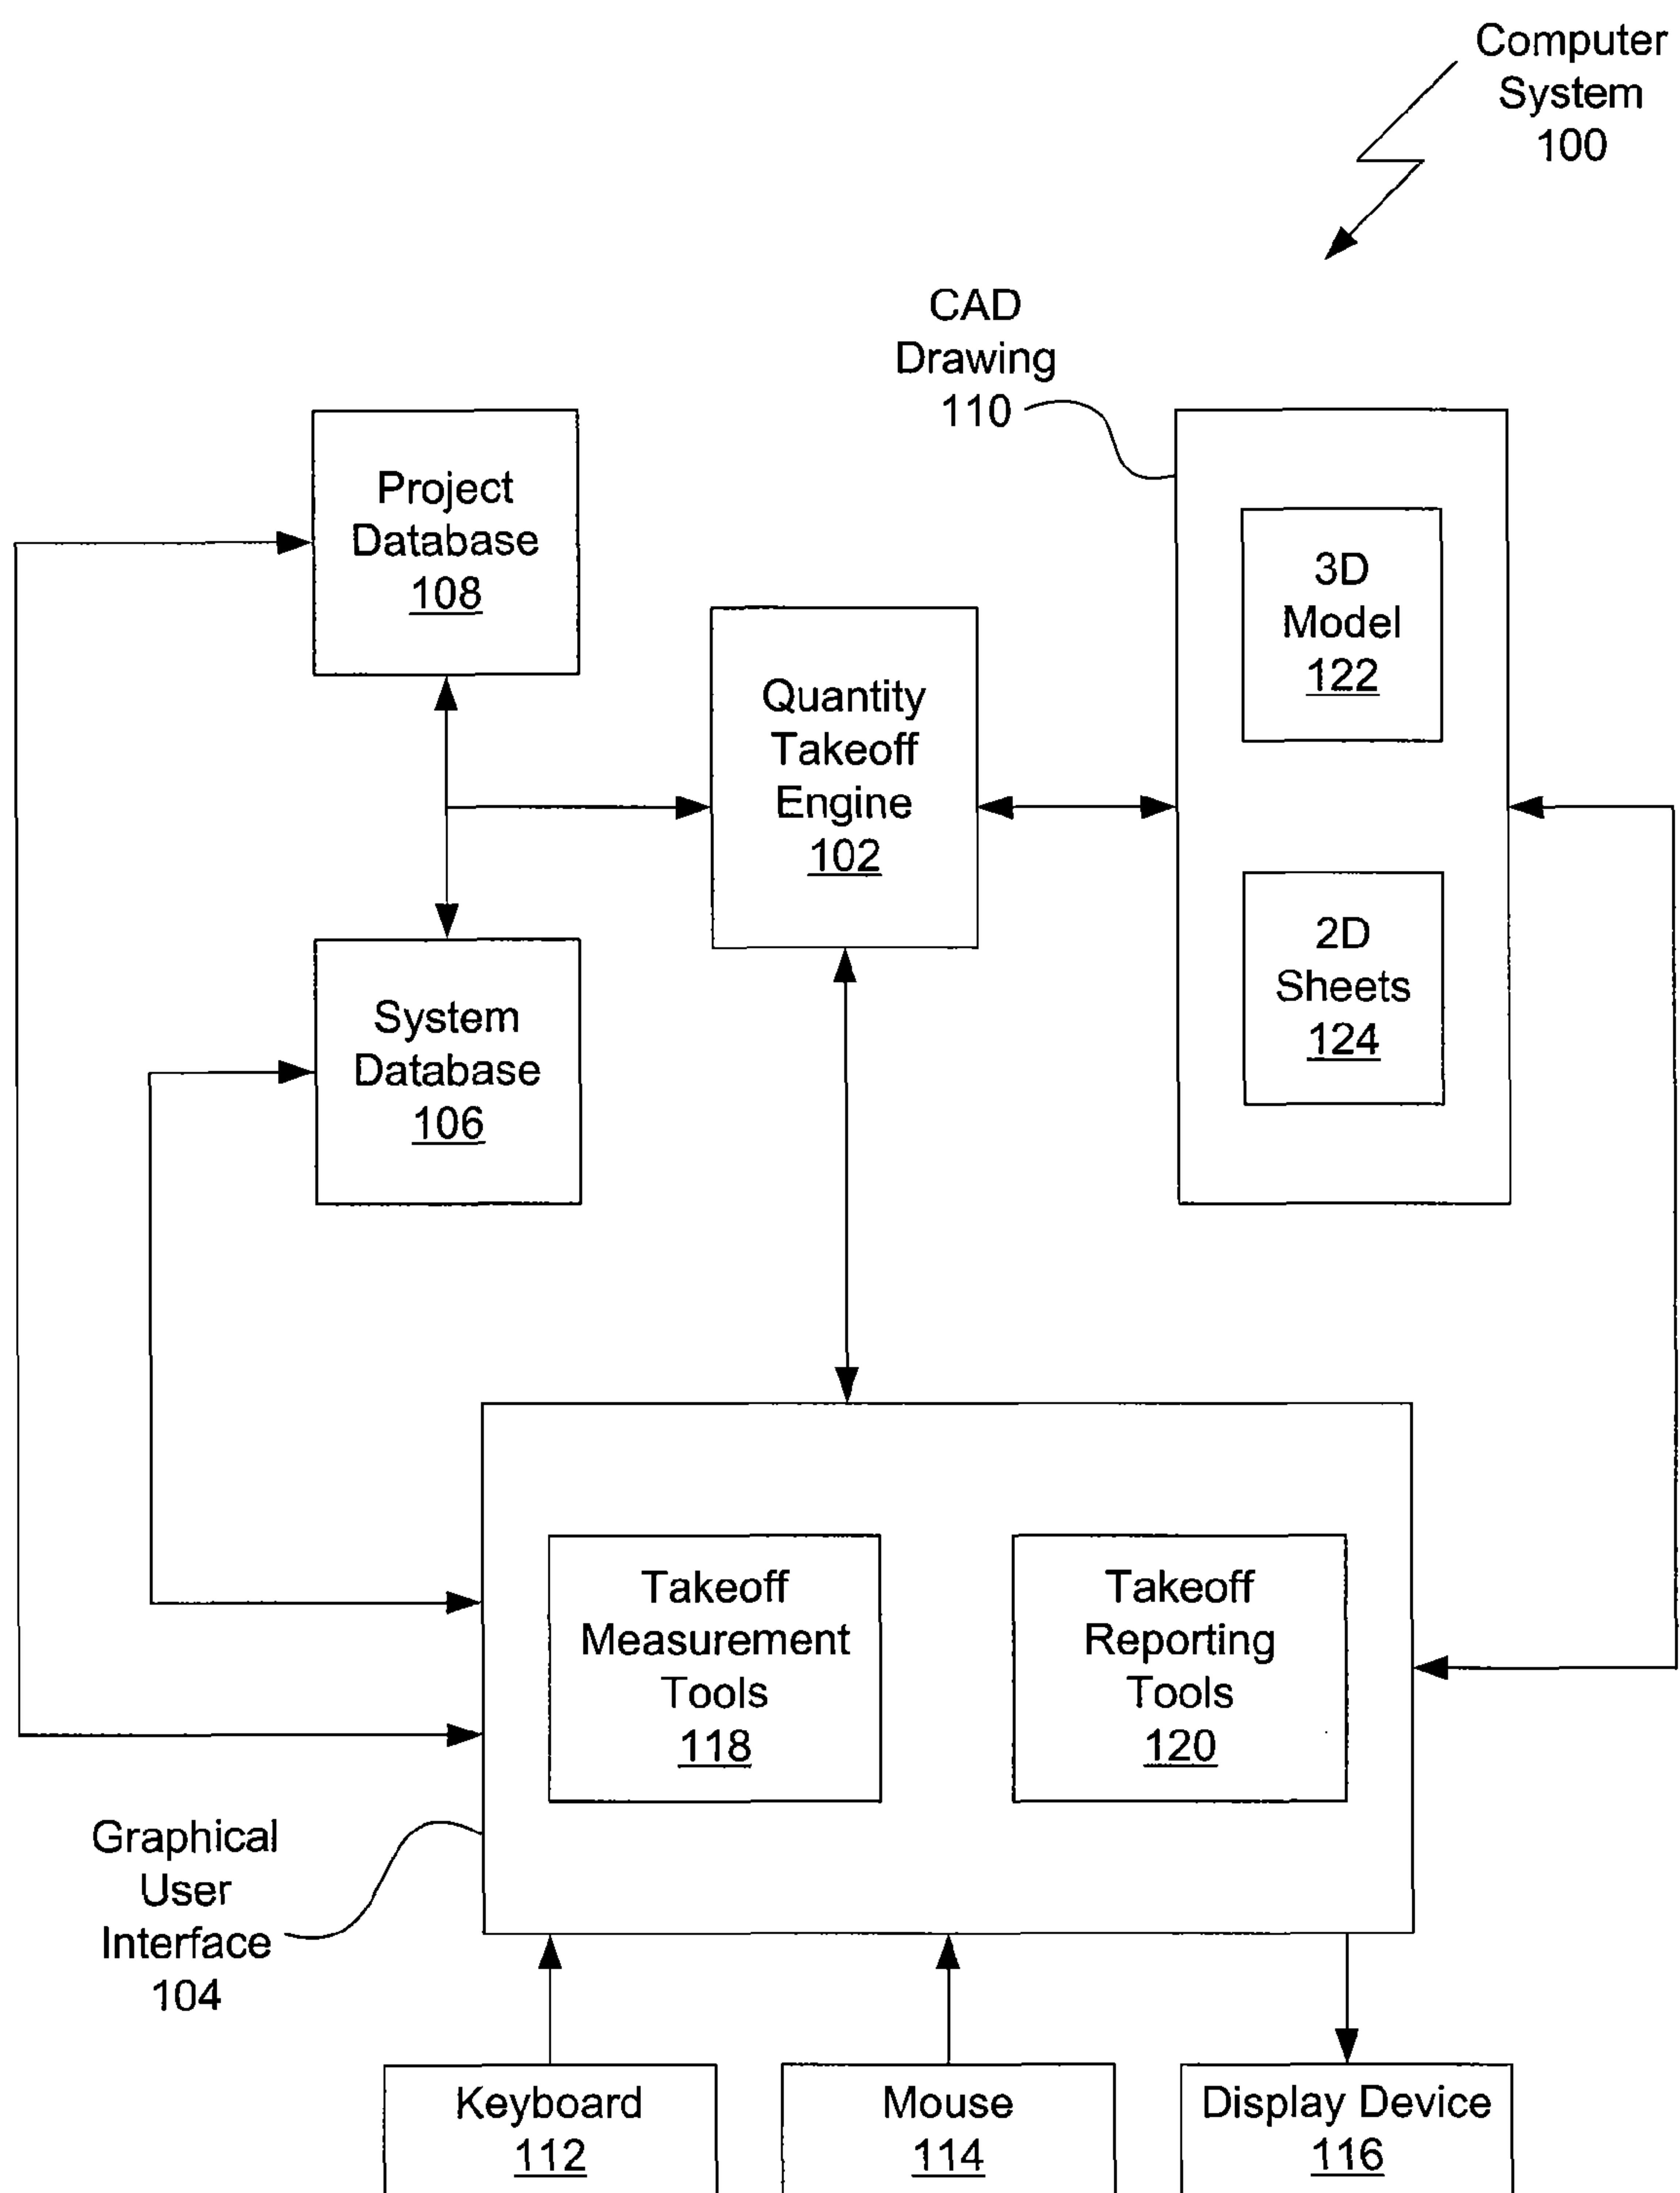 Computer
System
100
CAD
Drawing
110
Project
Database
108
3D
Model
122
Quantity
Takeoff
Engine
102
2D
Sheets
124
System
Database
106
Takeoff
Measurement
Tools
118
Takeoff
Reporting
Tools
120
Graphical
User
Interface
104
Keyboard
112
Mouse
114
Display Device
116